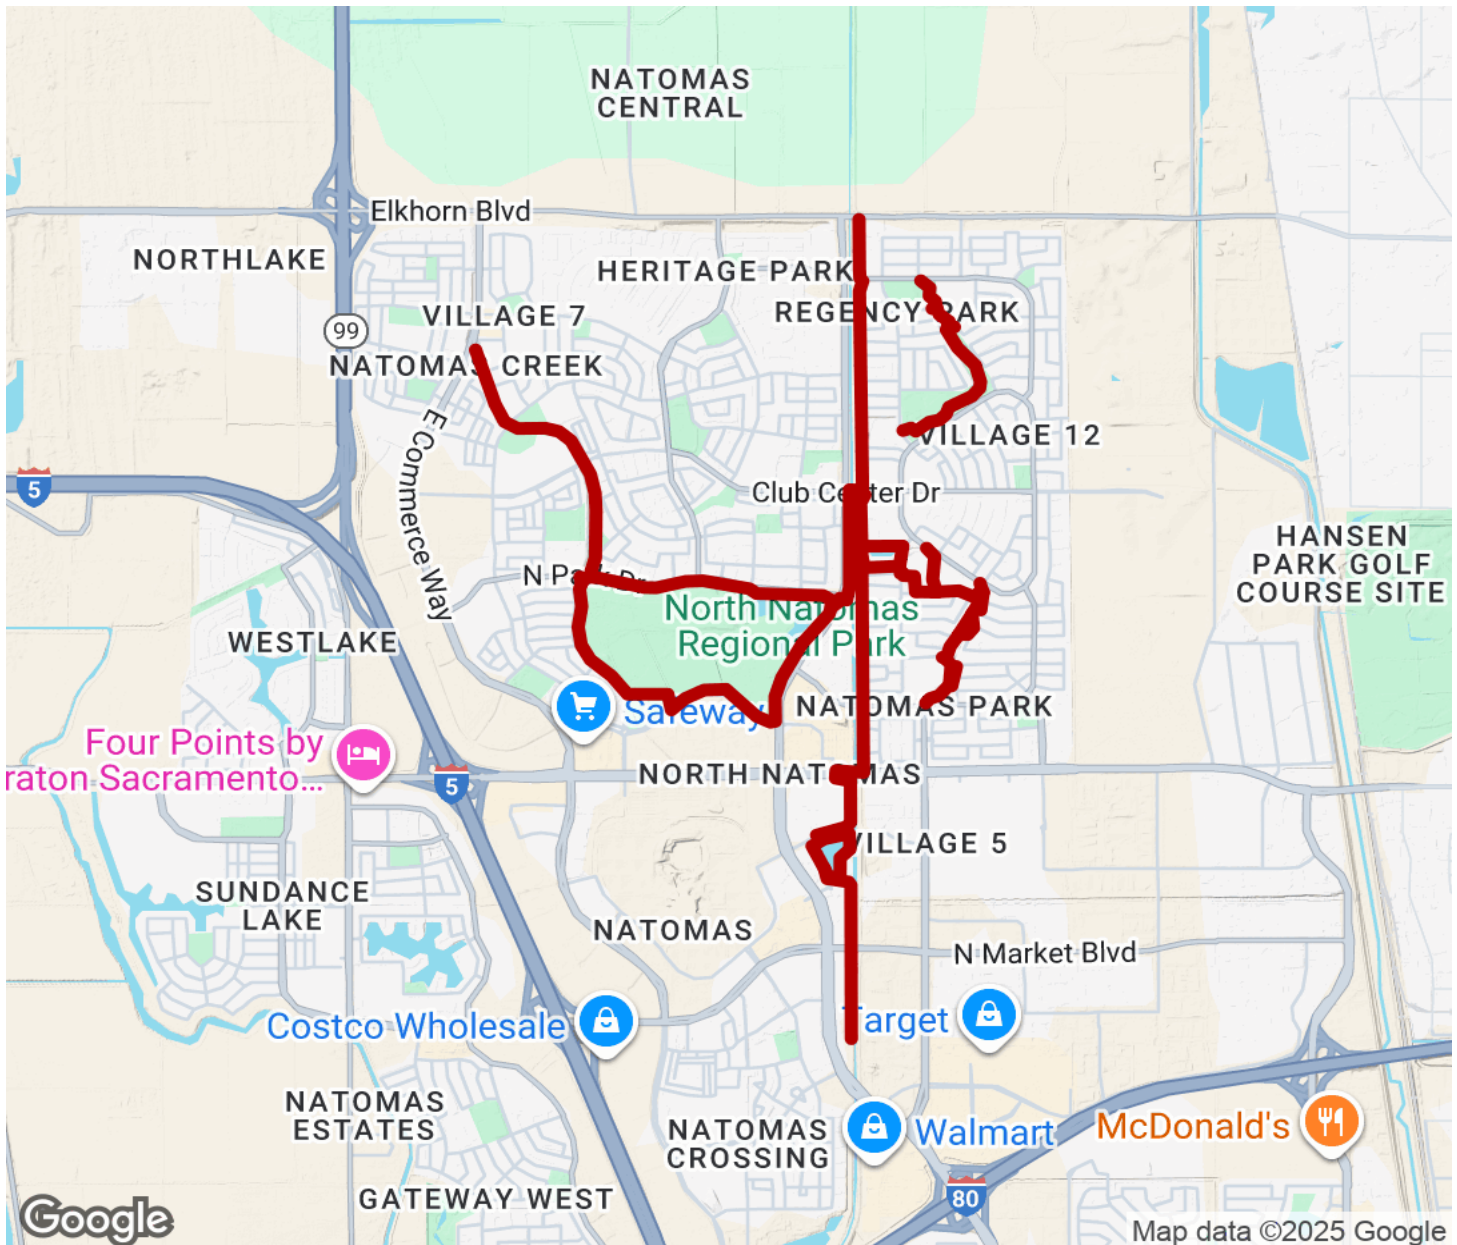 NATOMAS
CENTRAL
Elkhorn Blvd
NORTHLAKE
HERITAGE PARK
REGENCY PARK
VILLAGE 7
99
NATOMAS CREEK
E Commerce Way
VILLAGE 12
5
Club Center Dr
HANSEN
PARK GOLF
COURSE SITE
N Park Dr
North Natomas
Regional Park
WESTLAKE
Safeway
NATOMAS PARK
Four Points by
raton Sacramento...
NORTH NATOMAS
5
VILLAGE 5
SUNDANCE
LAKE
NATOMAS
N Market Blvd
Costco Wholesale
Target
NATOMAS
ESTATES
NATOMAS
CROSSING
Walmart
McDonald's
GATEWAY WEST
80
Google
Map data ©2025 Google